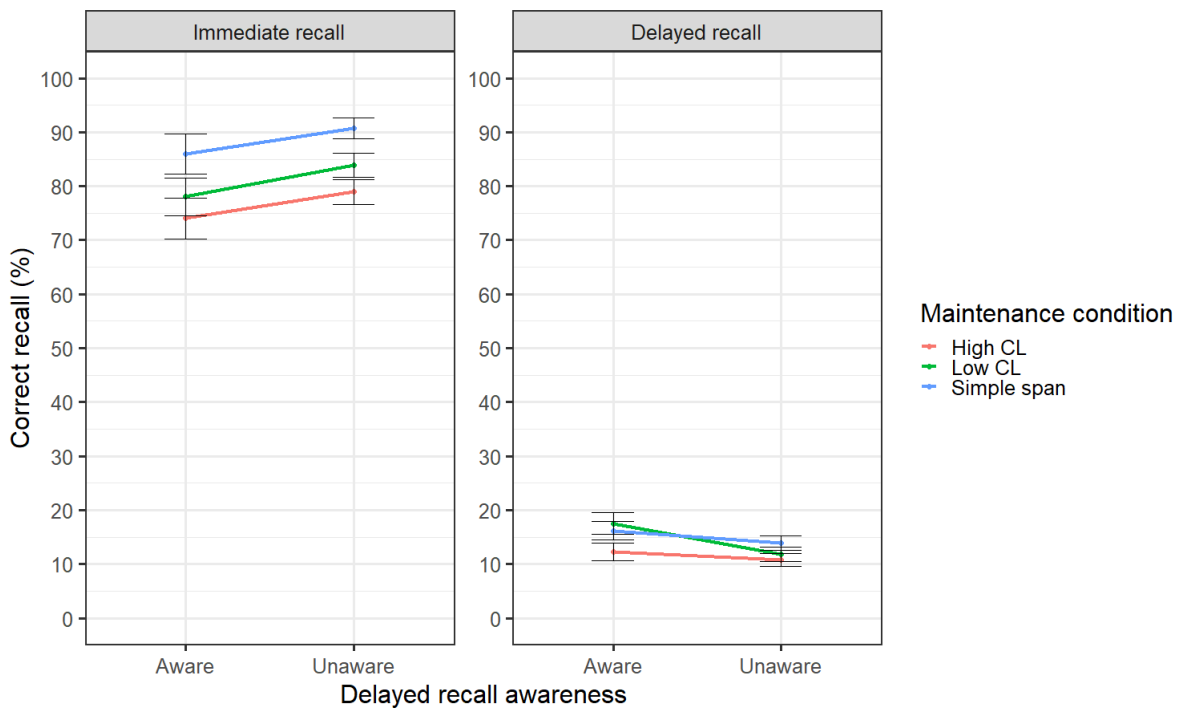 Immediate recall
Delayed recall
100
90
80
70
60
50
40
30
20
10
0
100
90
80
70
60
50
40
30
20
10
0
Correct recall (%)
Aware
Unaware
Aware
Unaware
Delayed recall awareness
Maintenance condition
High CL
Low CL
Simple span